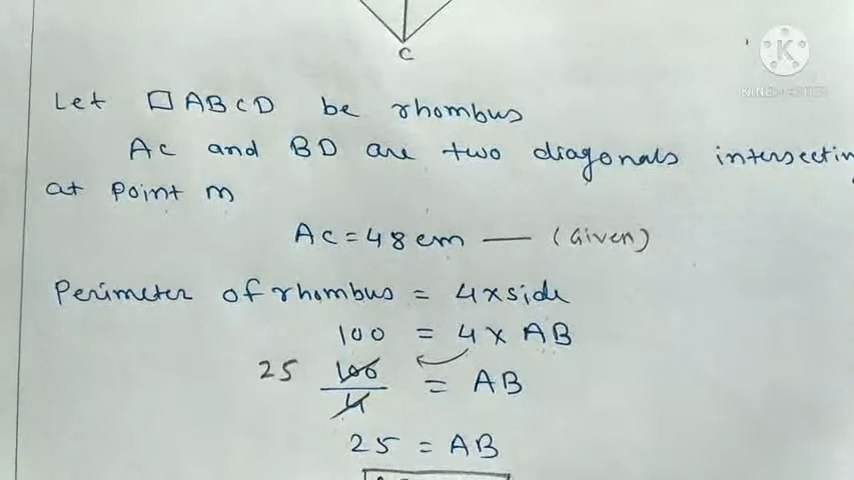 C
K
KINEMASTER
Let □ABCD be rhombus
AC and BD are two diagonals intersectin
at point m
AC = 48 cm — (Given)
Perimeter of rhombus = 4 x side
100 = 4 x AB
25 100/4 = AB
25 = AB